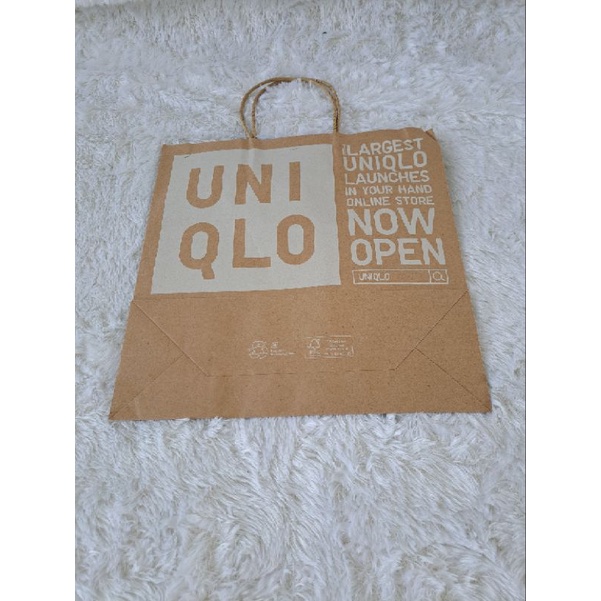 UNI
QLO
LARGEST
UNIQLO
LAUNCHES
IN YOUR HAND
ONLINE STORE
NOW
OPEN
UNIQLO